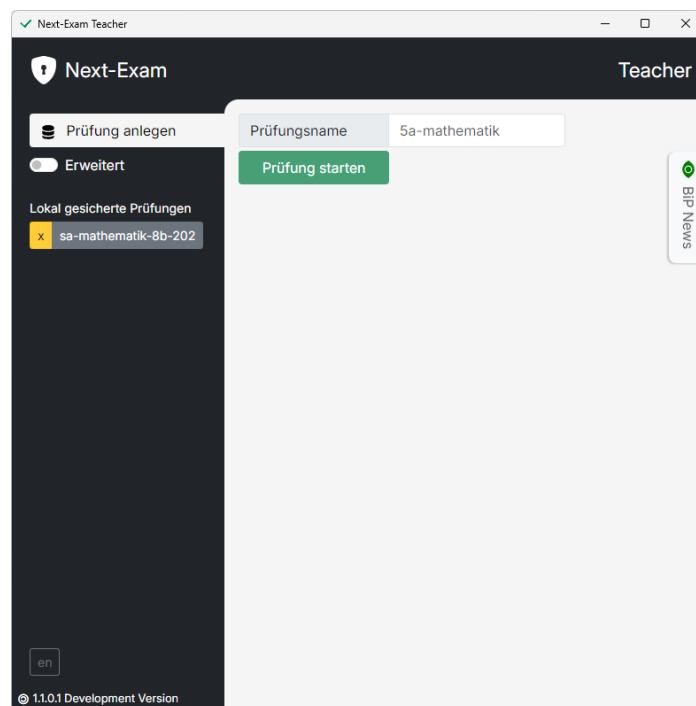 Next-Exam Teacher
Next-Exam
Teacher
Prüfung anlegen
Erweitert
Lokal gesicherte Prüfungen
x sa-mathematik-8b-202
Prüfungsname 5a-mathematik
Prüfung starten
BiP News
en
1.1.0.1 Development Version